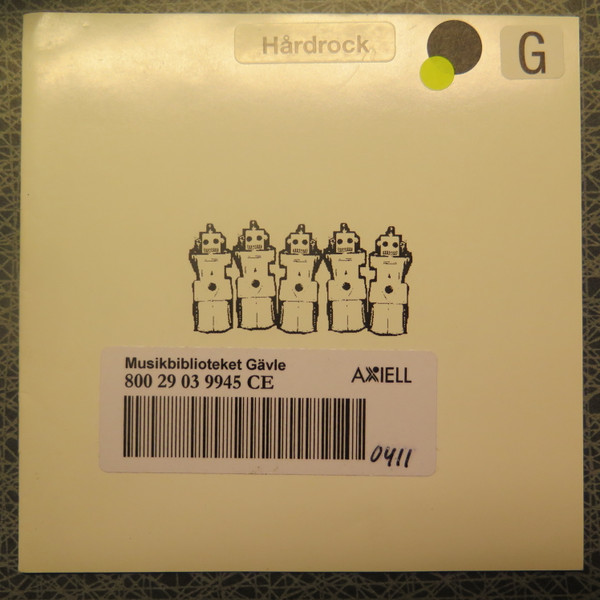 Hårdrock
G
Musikbiblioteket Gävle
800 29 03 9945 CE
AXIELL
0411